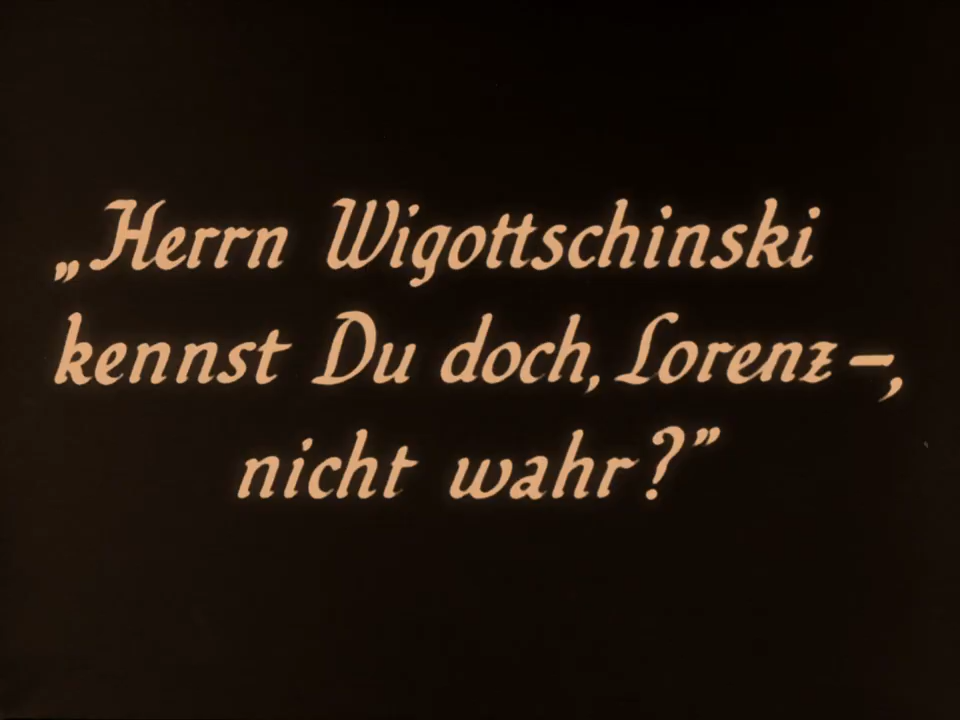 „Herrn Wigottschinski
kennst Du doch, Lorenz –,
nicht wahr?”